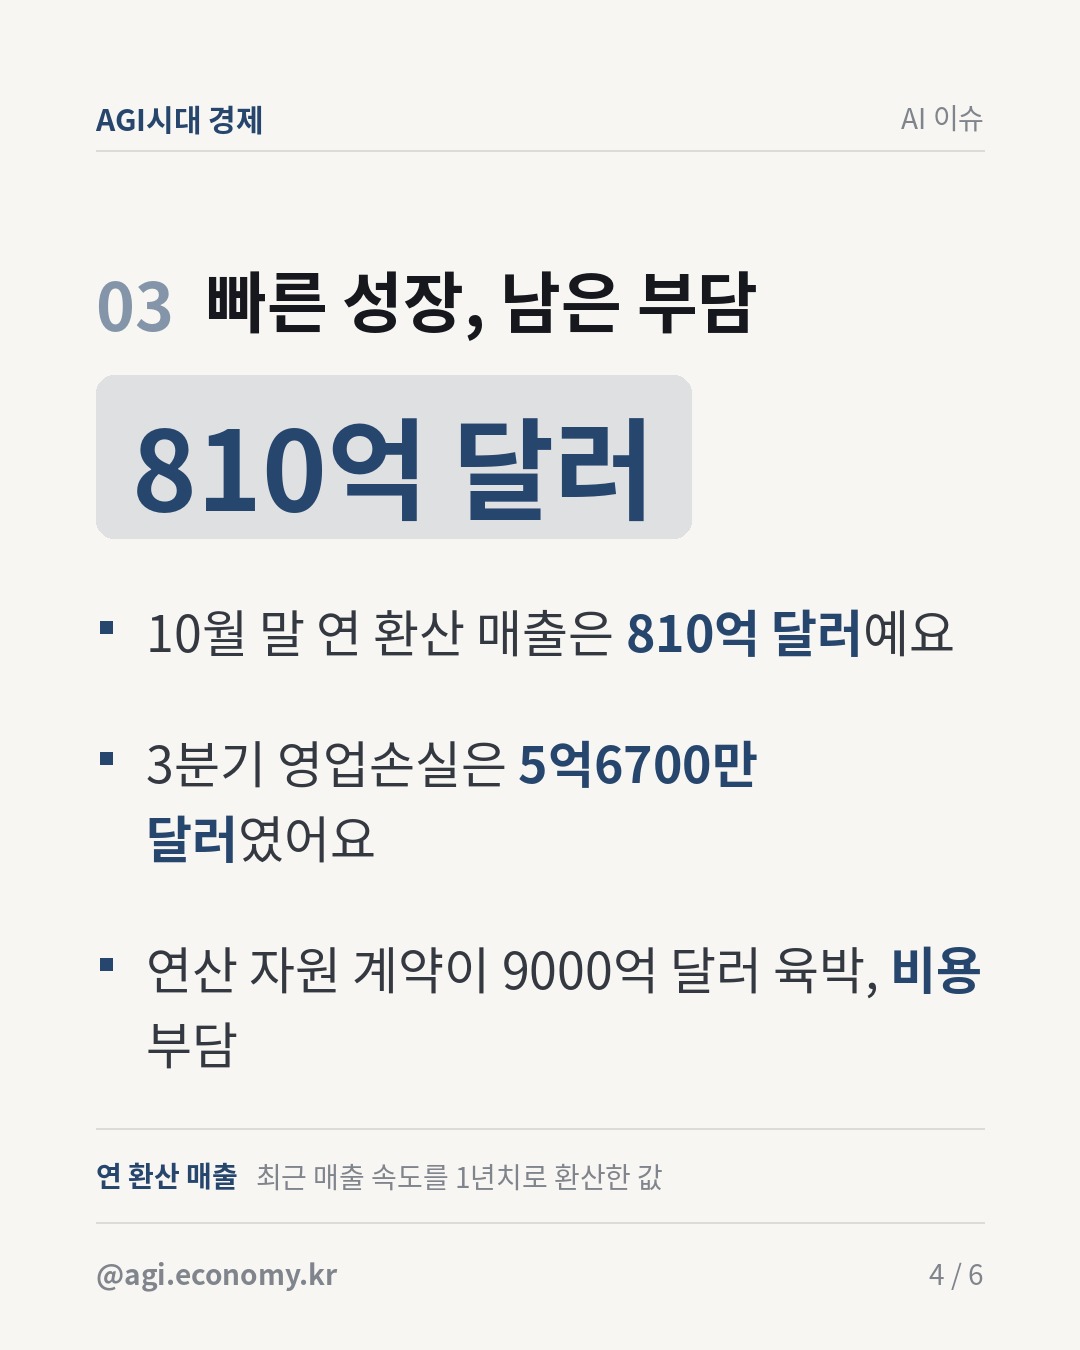 AGI시대 경제
AI 이슈
03 빠른 성장, 남은 부담
810억 달러
▪ 10월 말 연 환산 매출은 810억 달러예요
▪ 3분기 영업손실은 5억6700만
달러였어요
▪ 연산 자원 계약이 9000억 달러 육박, 비용
부담
연 환산 매출 최근 매출 속도를 1년치로 환산한 값
@agi.economy.kr
4 / 6